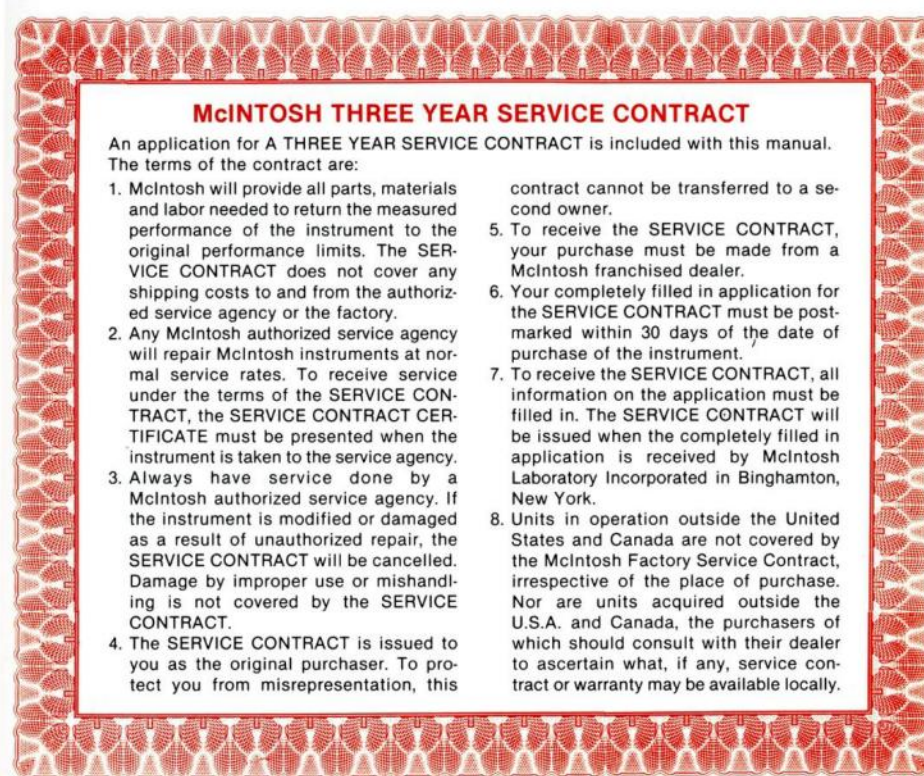 McINTOSH THREE YEAR SERVICE CONTRACT
An application for A THREE YEAR SERVICE CONTRACT is included with this manual.
The terms of the contract are:
1. McIntosh will provide all parts, materials
and labor needed to return the measured
performance of the instrument to the
original performance limits. The SER-
VICE CONTRACT does not cover any
shipping costs to and from the authoriz-
ed service agency or the factory.
2. Any McIntosh authorized service agency
will repair McIntosh instruments at nor-
mal service rates. To receive service
under the terms of the SERVICE CON-
TRACT, the SERVICE CONTRACT CER-
TIFICATE must be presented when the
instrument is taken to the service agency.
3. Always have service done by a
McIntosh authorized service agency. If
the instrument is modified or damaged
as a result of unauthorized repair, the
SERVICE CONTRACT will be cancelled.
Damage by improper use or mishandl-
ing is not covered by the SERVICE
CONTRACT.
4. The SERVICE CONTRACT is issued to
you as the original purchaser. To pro-
tect you from misrepresentation, this
contract cannot be transferred to a se-
cond owner.
5. To receive the SERVICE CONTRACT,
your purchase must be made from a
McIntosh franchised dealer.
6. Your completely filled in application for
the SERVICE CONTRACT must be post-
marked within 30 days of the date of
purchase of the instrument.
7. To receive the SERVICE CONTRACT, all
information on the application must be
filled in. The SERVICE CONTRACT will
be issued when the completely filled in
application is received by McIntosh
Laboratory Incorporated in Binghamton,
New York.
8. Units in operation outside the United
States and Canada are not covered by
the McIntosh Factory Service Contract,
irrespective of the place of purchase.
Nor are units acquired outside the
U.S.A. and Canada, the purchasers of
which should consult with their dealer
to ascertain what, if any, service con-
tract or warranty may be available locally.